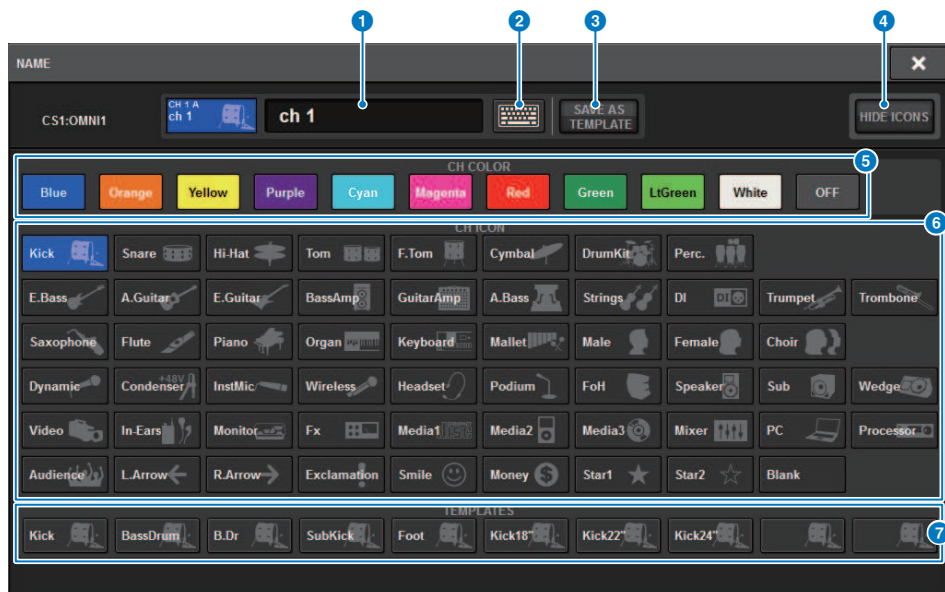 1 2 3 4
NAME ×
CS1:OMNI1 CH 1 A ch 1 ch 1 SAVE AS TEMPLATE HIDE ICONS
CH COLOR 5
Blue Orange Yellow Purple Cyan Magenta Red Green LtGreen White OFF
CH ICON 6
Kick Snare Hi-Hat Tom F.Tom Cymbal DrumKit Perc.
E.Bass A.Guitar E.Guitar BassAmp GuitarAmp A.Bass Strings DI DI Trumpet Trombone
Saxophone Flute Piano Organ Keyboard Mallet Male Female Choir
Dynamic Condenser +48V InstMic Wireless Headset Podium FoH Speaker Sub Wedge
Video In-Ears Monitor Fx Media1 Media2 Media3 Mixer PC Processor
Audience L.Arrow R.Arrow Exclamation Smile Money $ Star1 Star2 Blank
TEMPLATES
Kick BassDrum B.Dr SubKick Foot Kick18" Kick22" Kick24" 7